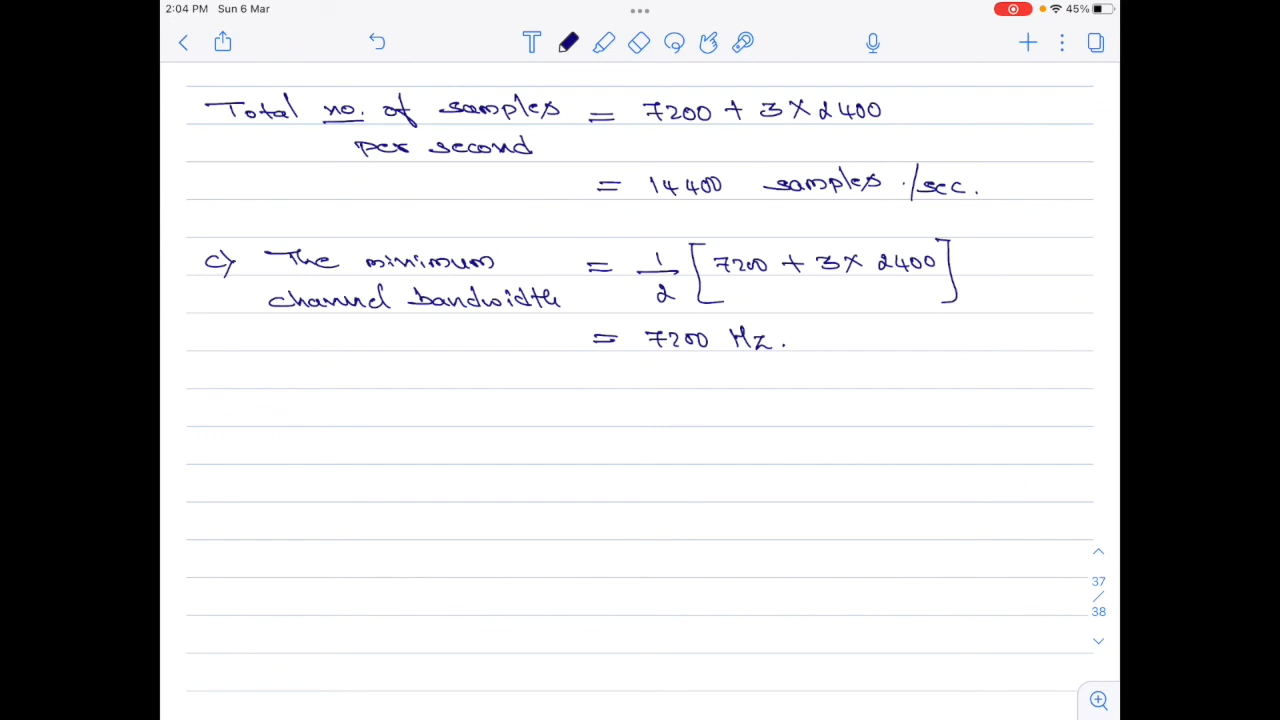 2:04 PM Sun 6 Mar 45%
T
Total no. of samples = 7200 + 3 × 2400
per second
= 14400 samples /sec.
c) The minimum = 1/2 [7200 + 3 × 2400]
channel bandwidth
= 7200 Hz.
37
/
38